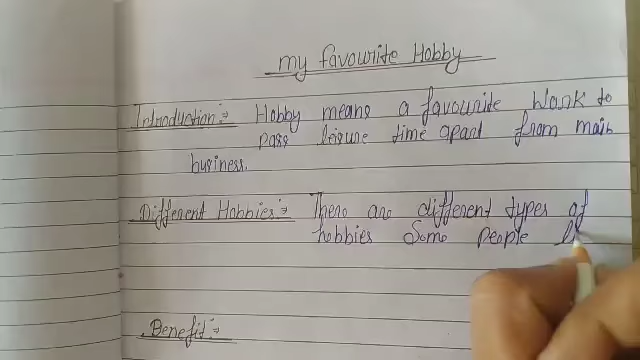 my favourite Hobby
Introduction:- Hobby means a favourite Work to
pass leisure time apart from main
business.
Different Hobbies:- There are different types of
hobbies Some people li
Benefit:-